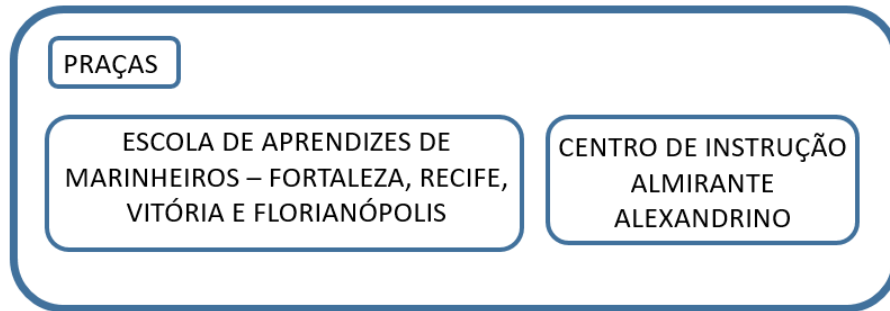 PRAÇAS
ESCOLA DE APRENDIZES DE
MARINHEIROS – FORTALEZA, RECIFE,
VITÓRIA E FLORIANÓPOLIS
CENTRO DE INSTRUÇÃO
ALMIRANTE
ALEXANDRINO